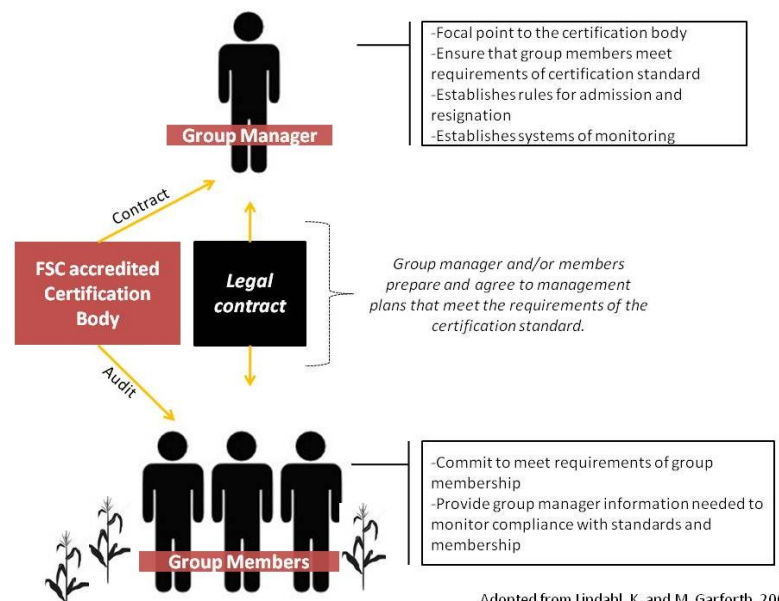 -Focal point to the certification body
-Ensure that group members meet
requirements of certification standard
-Establishes rules for admission and
resignation
-Establishes systems of monitoring
Group Manager
Contract
FSC accredited
Certification
Body
Legal
contract
Group manager and/or members
prepare and agree to management
plans that meet the requirements of the
certification standard.
Audit
-Commit to meet requirements of group
membership
-Provide group manager information needed to
monitor compliance with standards and
membership
Group Members
Adopted from Lindahl, K. and M. Garforth, 200